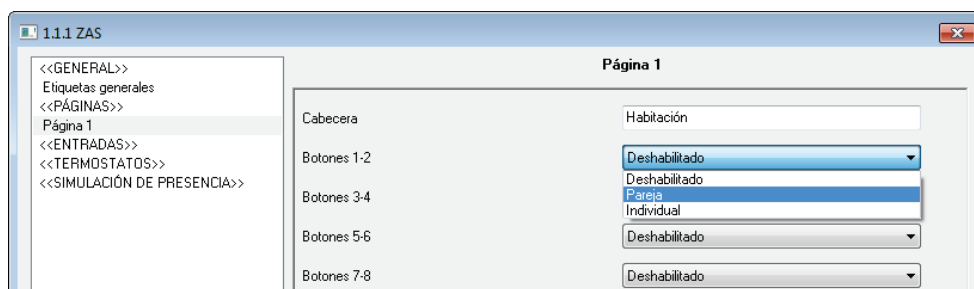 1.1.1 ZAS
<<GENERAL>>
Etiquetas generales
<<PÁGINAS>>
Página 1
<<ENTRADAS>>
<<TERMOSTATOS>>
<<SIMULACIÓN DE PRESENCIA>>
Página 1
Cabecera Habitación
Botones 1-2 Deshabilitado
Deshabilitado
Pareja
Botones 3-4
Individual
Botones 5-6 Deshabilitado
Botones 7-8 Deshabilitado